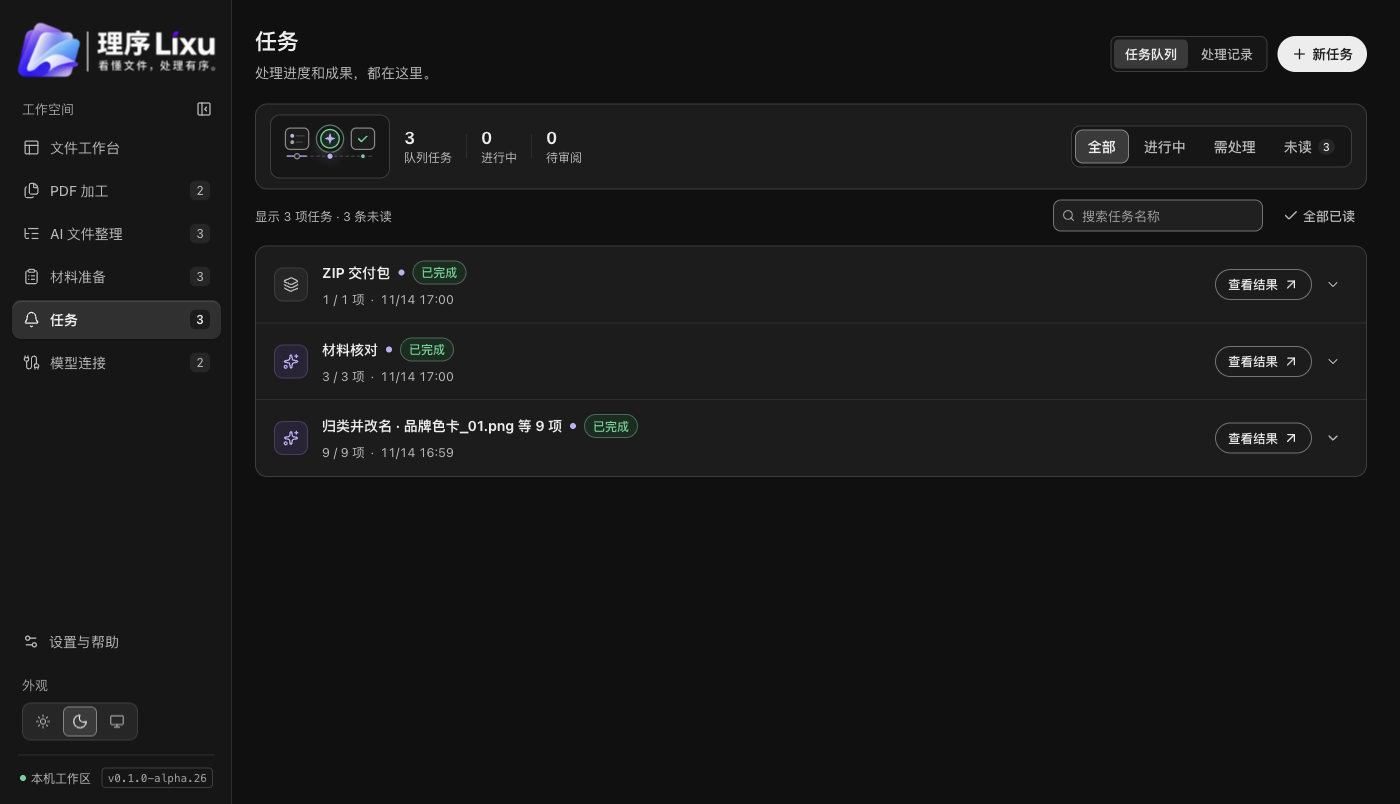 理序 Lixu
看懂文件，处理有序。
工作空间
文件工作台
PDF 加工 2
AI 文件整理 3
材料准备 3
任务 3
模型连接 2
设置与帮助
外观
本机工作区 v0.1.0-alpha.26
任务
处理进度和成果，都在这里。
任务队列 处理记录 新任务
3 0 0
队列任务 进行中 待审阅
全部 进行中 需处理 未读 3
显示 3 项任务 · 3 条未读
搜索任务名称 全部已读
ZIP 交付包 已完成
1 / 1 项 · 11/14 17:00
查看结果
材料核对 已完成
3 / 3 项 · 11/14 17:00
查看结果
归类并改名 · 品牌色卡_01.png 等 9 项 已完成
9 / 9 项 · 11/14 16:59
查看结果